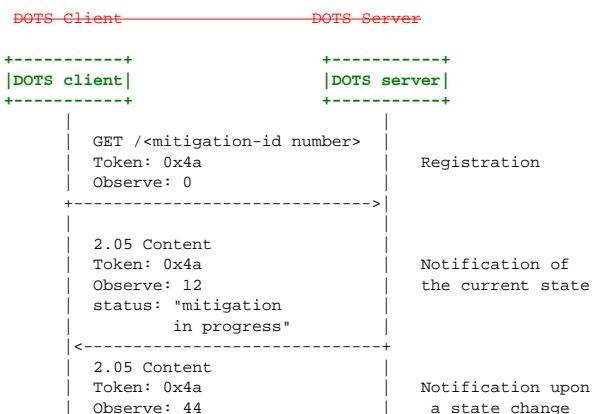 DOTS Client                       DOTS Server
+-----------+                       +-----------+
|DOTS client|                       |DOTS server|
+-----------+                       +-----------+
      |                                   |
      |  GET /<mitigation-id number>      |
      |  Token: 0x4a                      |   Registration
      |  Observe: 0                       |
      +---------------------------------->|
      |                                   |
      |  2.05 Content                     |
      |  Token: 0x4a                      |   Notification of
      |  Observe: 12                      |   the current state
      |  status: "mitigation              |
      |          in progress"             |
      |<----------------------------------+
      |  2.05 Content                     |
      |  Token: 0x4a                      |   Notification upon
      |  Observe: 44                      |    a state change